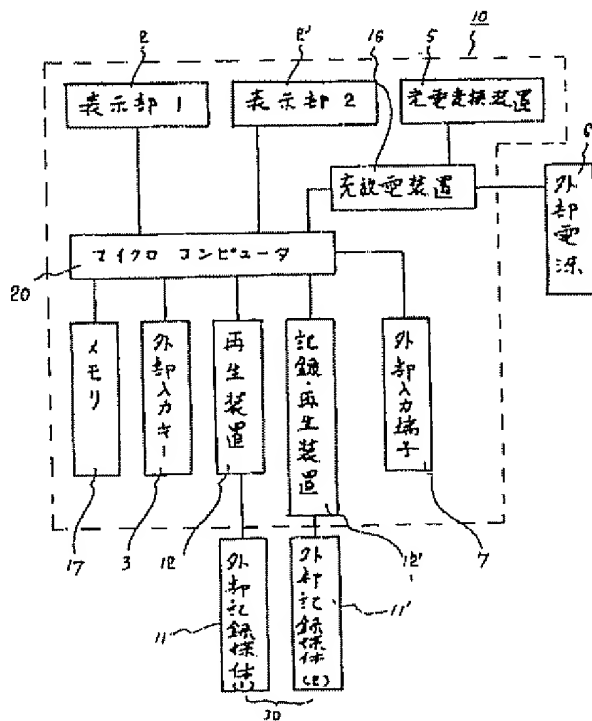 2
2'
16
5
10
表示部1
表示部2
光電変換装置
6
充放電装置
外部電源
マイクロ コンピュータ
20
メモリ
外部入力キー
再生装置
記録・再生装置
外部入力端子
17
3
12
12'
7
外部記録媒体(1)
外部記録媒体(2)
11
11'
30